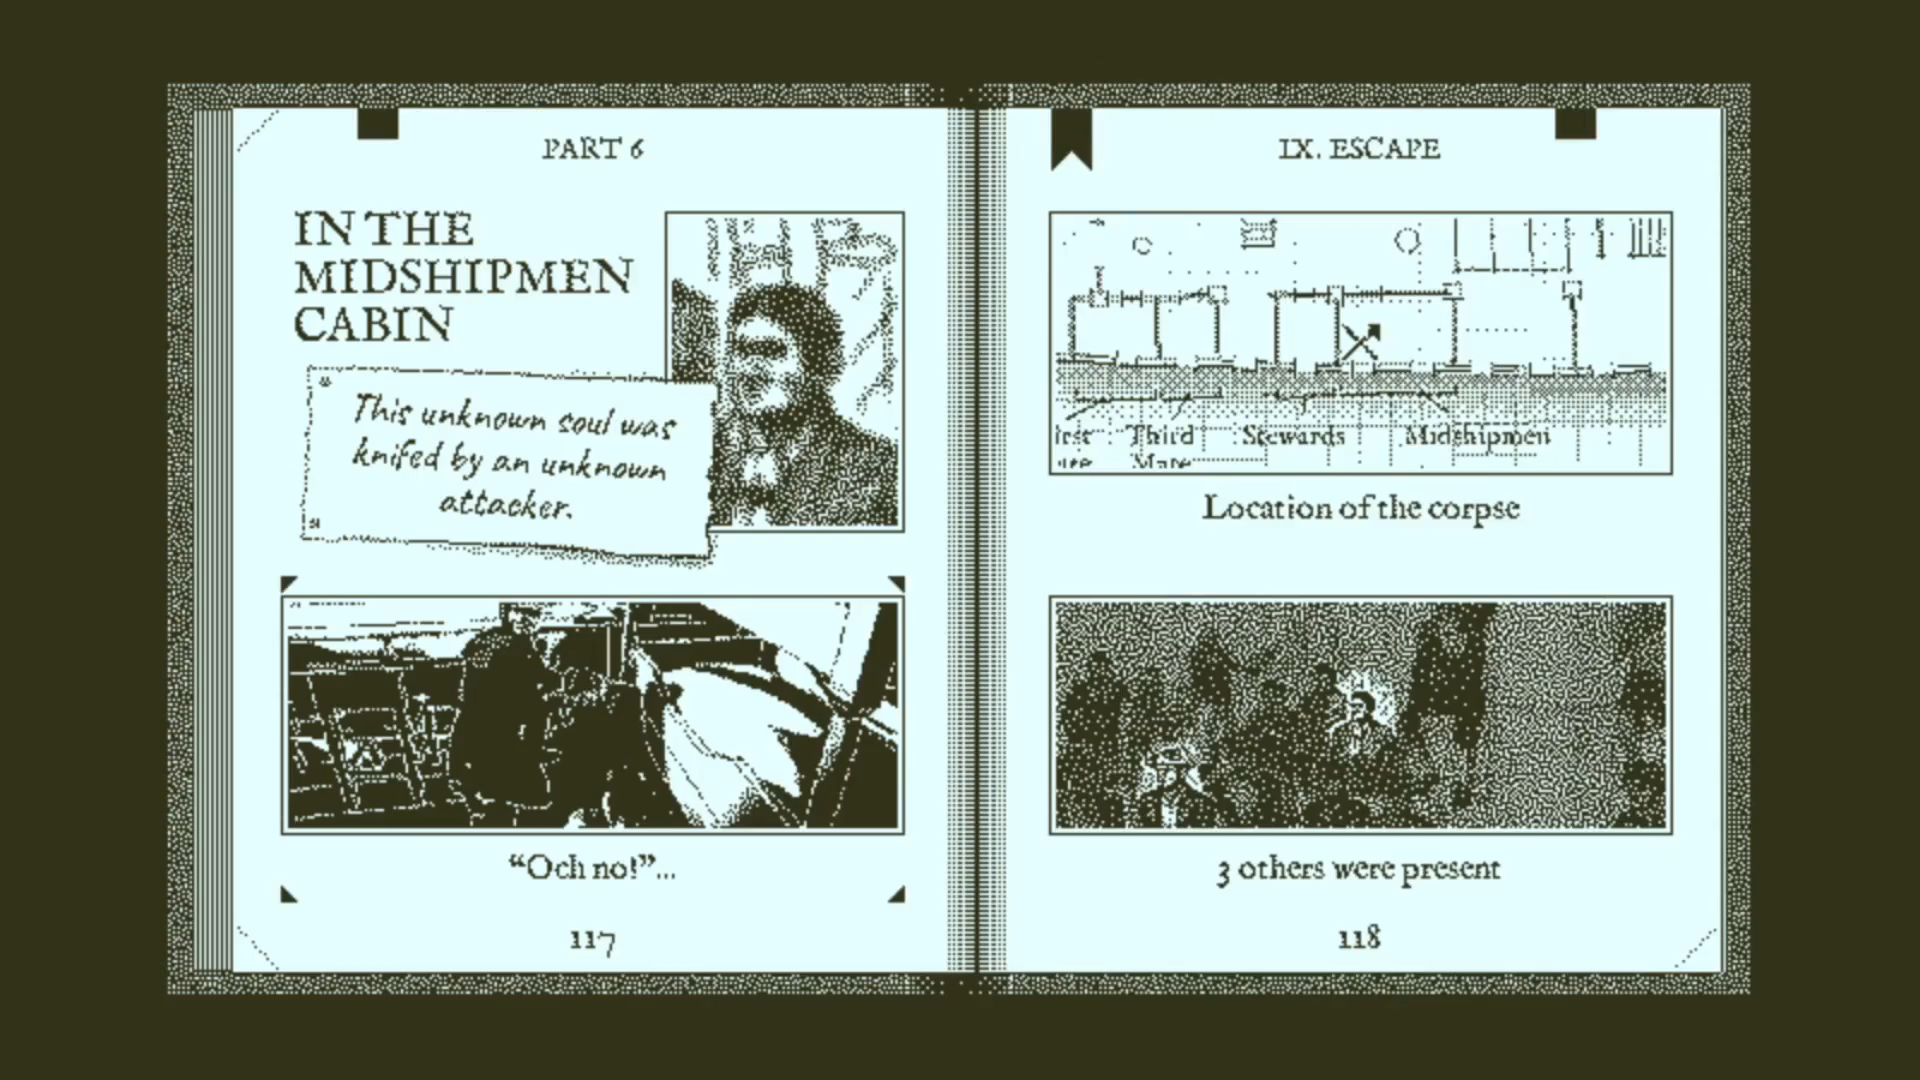 PART 6
IN THE
MIDSHIPMEN
CABIN
This unknown soul was
knifed by an unknown
attacker.
“Och no!”...
117
IX. ESCAPE
Third
Mate
Stewards
Midshipmen
Location of the corpse
3 others were present
118